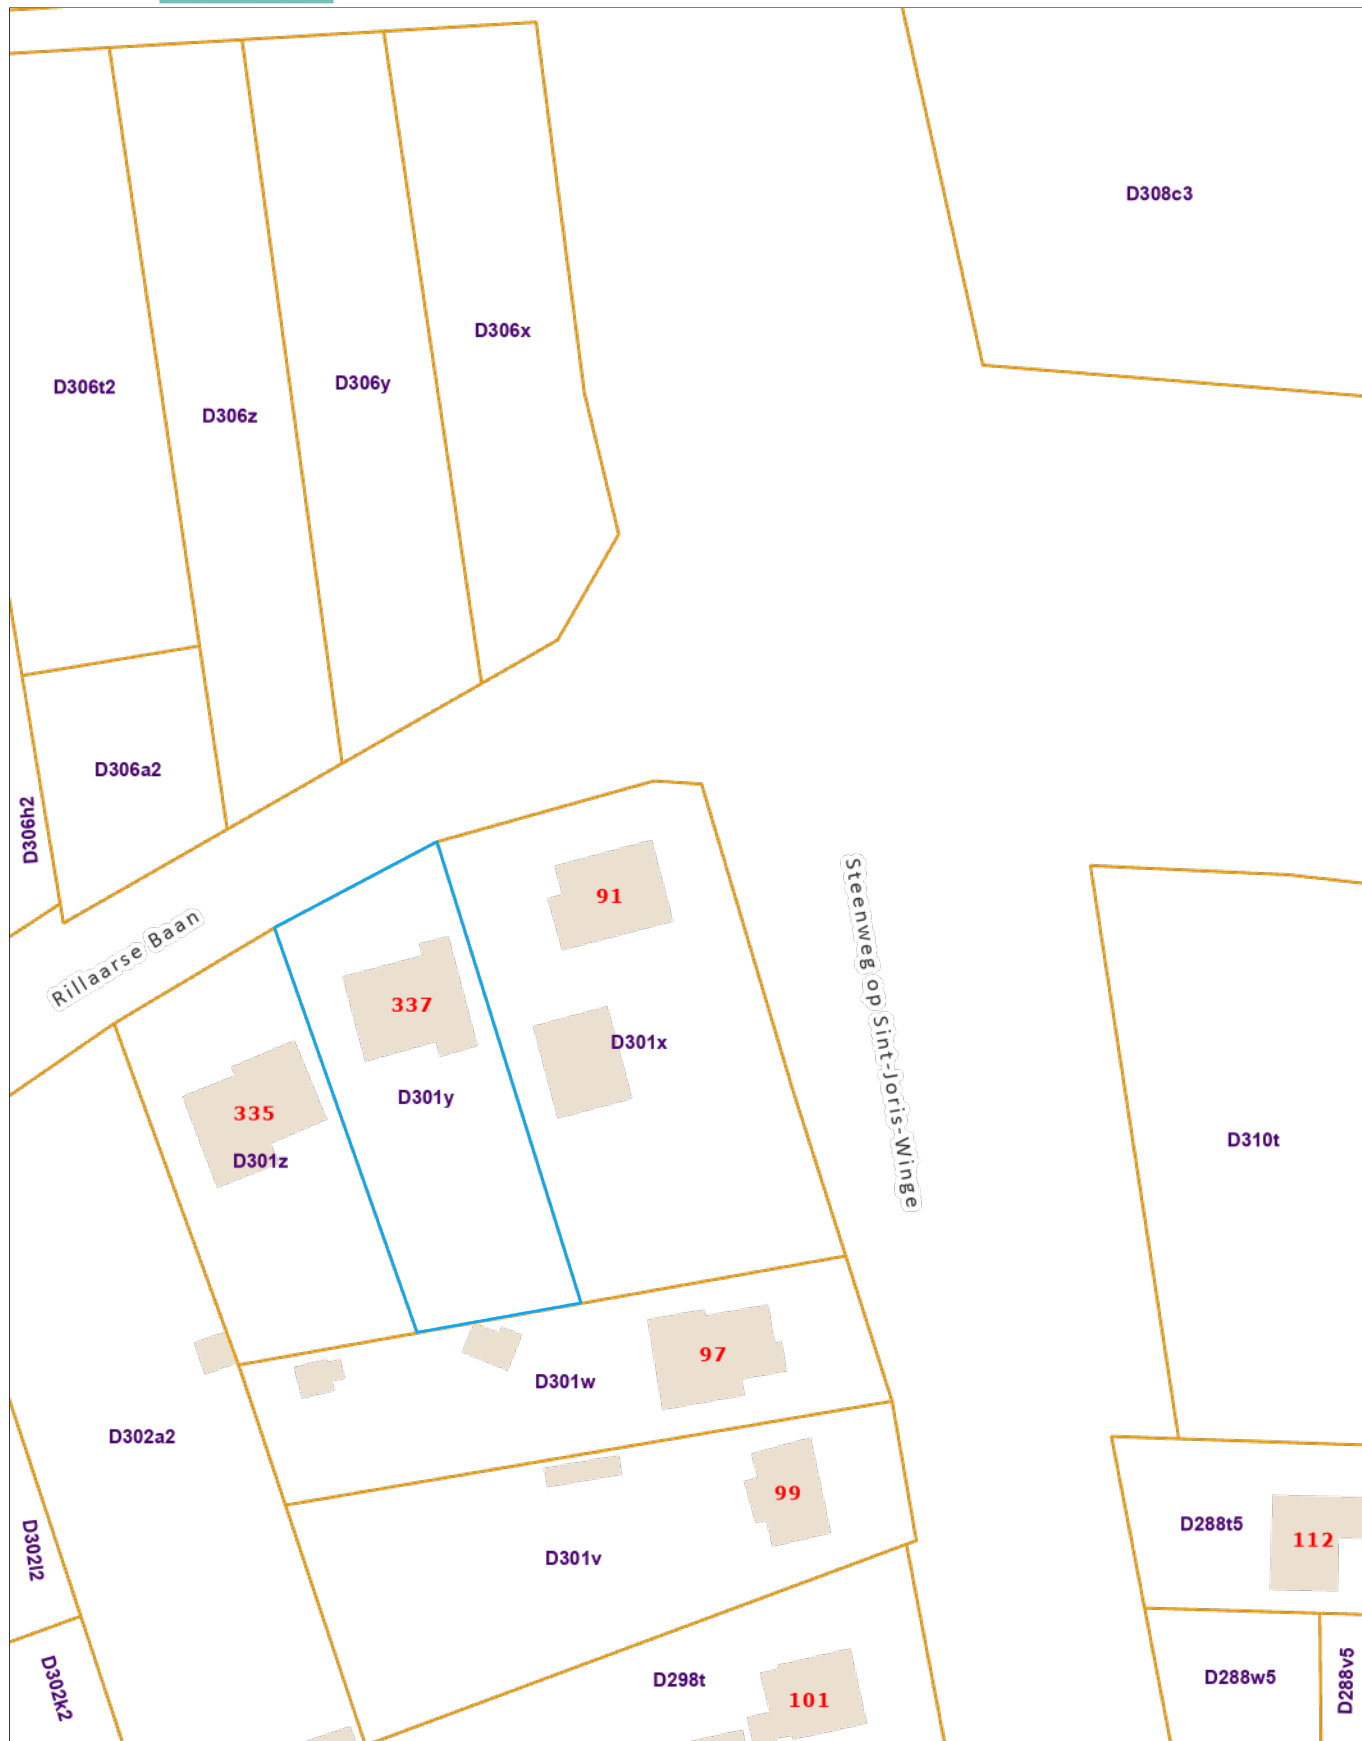 D308c3
D306x
D306y
D306t2
D306z
D306a2
D306h2
91
Rillaarse Baan
Steenweg op Sint-Joris-Winge
337
D301x
D301y
335
D301z
D310t
97
D301w
D302a2
99
D288t5
112
D302l2
D301v
D298t
D288w5
D288v5
D302k2
101